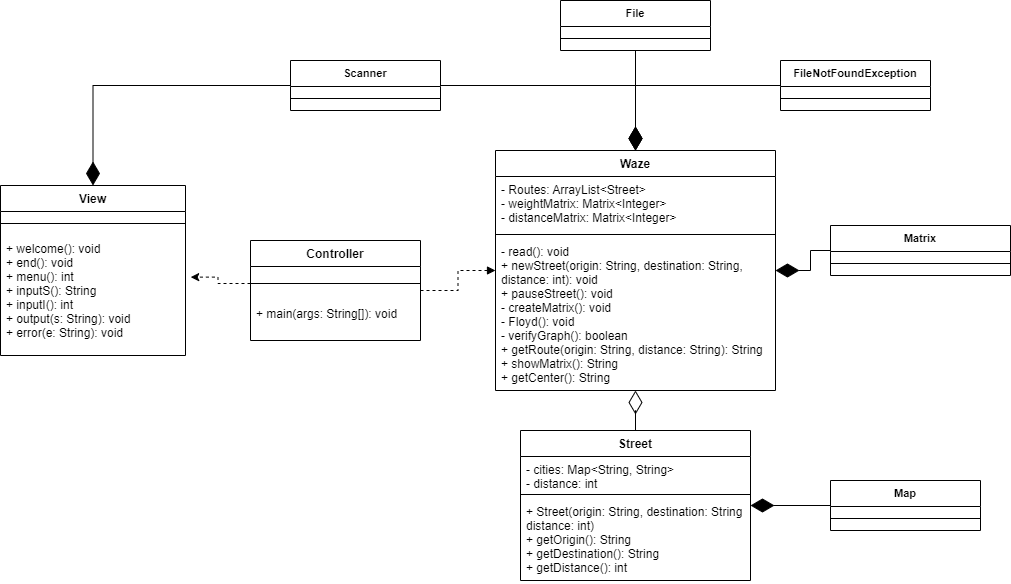 File
Scanner
FileNotFoundException
Waze
- Routes: ArrayList<Street>
- weightMatrix: Matrix<Integer>
- distanceMatrix: Matrix<Integer>
- read(): void
+ newStreet(origin: String, destination: String,
distance: int): void
+ pauseStreet(): void
- createMatrix(): void
- Floyd(): void
- verifyGraph(): boolean
+ getRoute(origin: String, distance: String): String
+ showMatrix(): String
+ getCenter(): String
View
+ welcome(): void
+ end(): void
+ menu(): int
+ inputS(): String
+ inputI(): int
+ output(s: String): void
+ error(e: String): void
Controller
+ main(args: String[]): void
Matrix
Street
- cities: Map<String, String>
- distance: int
+ Street(origin: String, destination: String
distance: int)
+ getOrigin(): String
+ getDestination(): String
+ getDistance(): int
Map